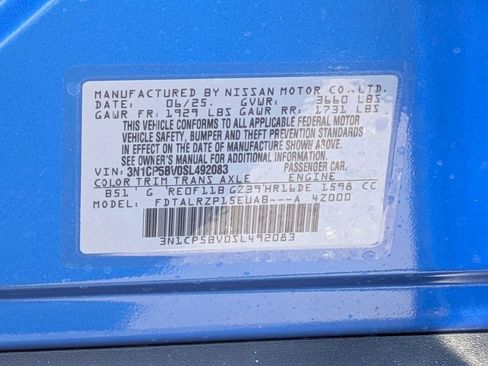 MANUFACTURED BY NISSAN MOTOR CO., LTD.
DATE: 06/25. GVWR: 3660 LBS
GAWR FR: 1929 LBS GAWR RR: 1731 LBS
THIS VEHICLE CONFORMS TO ALL APPLICABLE FEDERAL MOTOR
VEHICLE SAFETY, BUMPER AND THEFT PREVENTION STANDARDS
IN EFFECT ON THE DATE OF MANUFACTURE SHOWN ABOVE.
SEE OWNER'S MANUAL FOR ADDITIONAL INFORMATION.
VIN: 3N1CP5BV0SL492083 PASSENGER CAR.
COLOR TRIM TRANS AXLE ENGINE
B51 G RE0F11B GZ39 HR16DE 1598 CC
MODEL: FDTALRZP15EUAB---A 4Z000
3N1CP5BV0SL492083